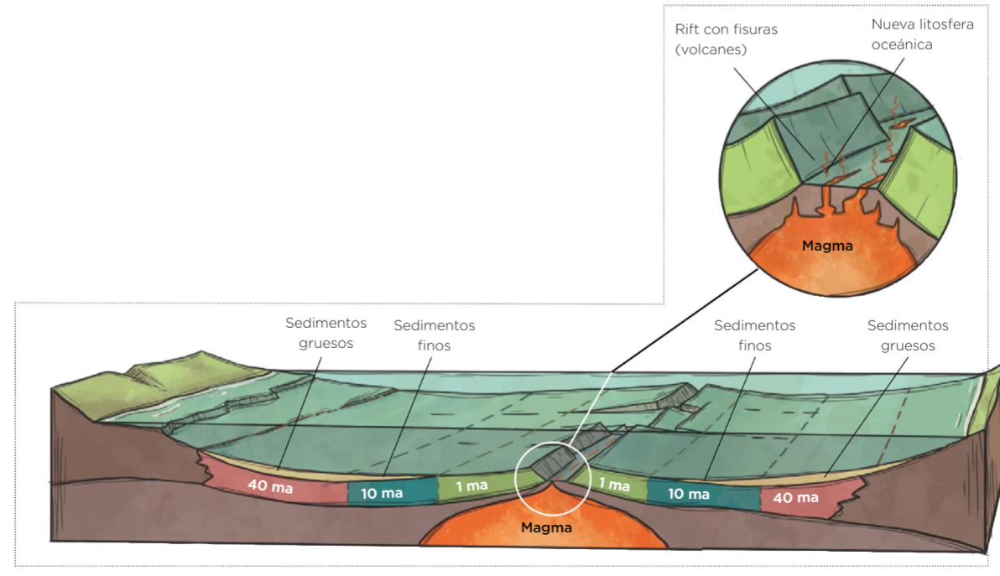 Rift con fisuras
(volcanes)
Nueva litosfera
oceánica
Magma
Sedimentos
gruesos
Sedimentos
finos
Sedimentos
finos
Sedimentos
gruesos
40 ma
10 ma
1 ma
1 ma
10 ma
40 ma
Magma